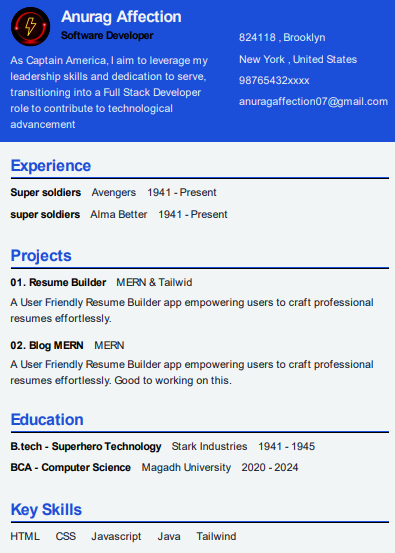 Anurag Affection
Software Developer
As Captain America, I aim to leverage my
leadership skills and dedication to serve,
transitioning into a Full Stack Developer
role to contribute to technological
advancement
824118 , Brooklyn
New York , United States
98765432xxxx
anuragaffection07@gmail.com
Experience
Super soldiers Avengers 1941 - Present
super soldiers Alma Better 1941 - Present
Projects
01. Resume Builder MERN & Tailwid
A User Friendly Resume Builder app empowering users to craft professional
resumes effortlessly.
02. Blog MERN MERN
A User Friendly Resume Builder app empowering users to craft professional
resumes effortlessly. Good to working on this.
Education
B.tech - Superhero Technology Stark Industries 1941 - 1945
BCA - Computer Science Magadh University 2020 - 2024
Key Skills
HTML CSS Javascript Java Tailwind